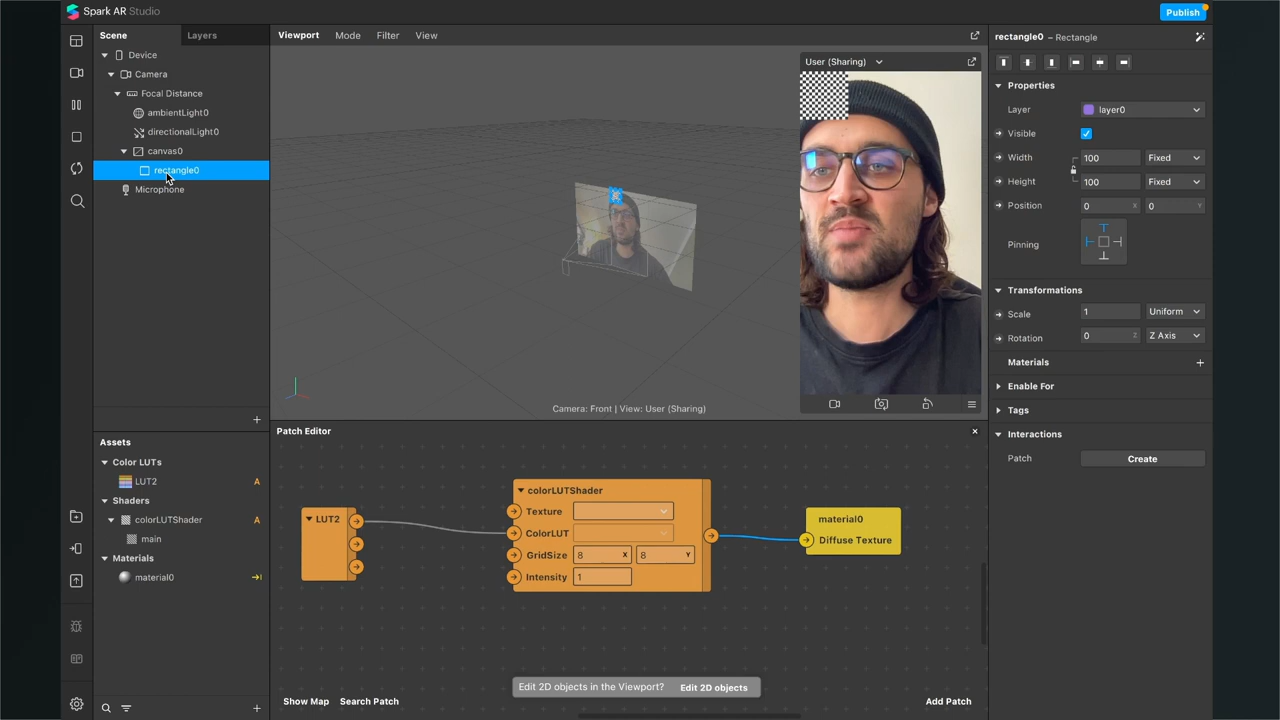 Spark AR Studio
Publish
Scene
Layers
Device
Camera
Focal Distance
ambientLight0
directionalLight0
canvas0
rectangle0
Microphone
Assets
Color LUTs
LUT2
A
Shaders
colorLUTShader
A
main
Materials
material0
Viewport
Mode
Filter
View
User (Sharing)
Camera: Front | View: User (Sharing)
Patch Editor
LUT2
colorLUTShader
Texture
ColorLUT
GridSize
8
X
8
Y
Intensity
1
material0
Diffuse Texture
Edit 2D objects in the Viewport?
Edit 2D objects
Show Map
Search Patch
Add Patch
rectangle0 – Rectangle
Properties
Layer
layer0
Visible
Width
100
Fixed
Height
100
Fixed
Position
0
X
0
Y
Pinning
Transformations
Scale
1
Uniform
Rotation
0
Z
Z Axis
Materials
Enable For
Tags
Interactions
Patch
Create